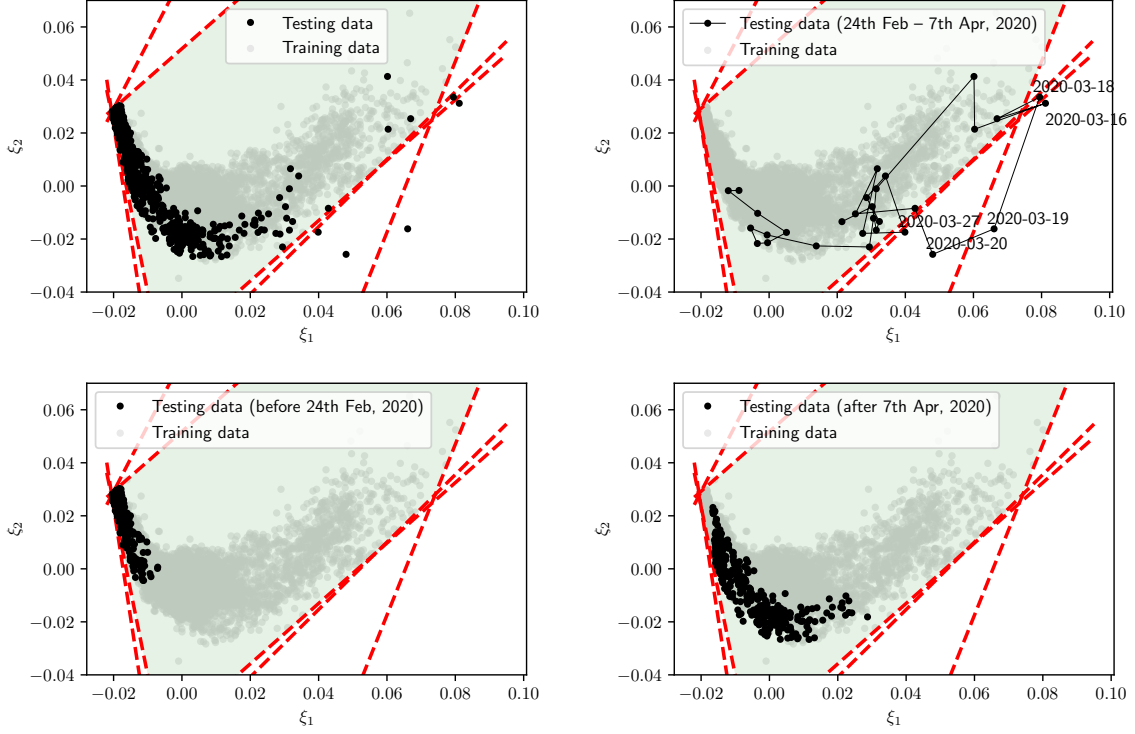 0.06
0.04
0.02
0.00
−0.02
−0.04
ξ2
−0.02 0.00 0.02 0.04 0.06 0.08 0.10
ξ1
Testing data
Training data
0.06
0.04
0.02
0.00
−0.02
−0.04
ξ2
−0.02 0.00 0.02 0.04 0.06 0.08 0.10
ξ1
Testing data (24th Feb – 7th Apr, 2020)
Training data
2020-03-18
2020-03-16
2020-03-27
2020-03-19
2020-03-20
0.06
0.04
0.02
0.00
−0.02
−0.04
ξ2
−0.02 0.00 0.02 0.04 0.06 0.08 0.10
ξ1
Testing data (before 24th Feb, 2020)
Training data
0.06
0.04
0.02
0.00
−0.02
−0.04
ξ2
−0.02 0.00 0.02 0.04 0.06 0.08 0.10
ξ1
Testing data (after 7th Apr, 2020)
Training data